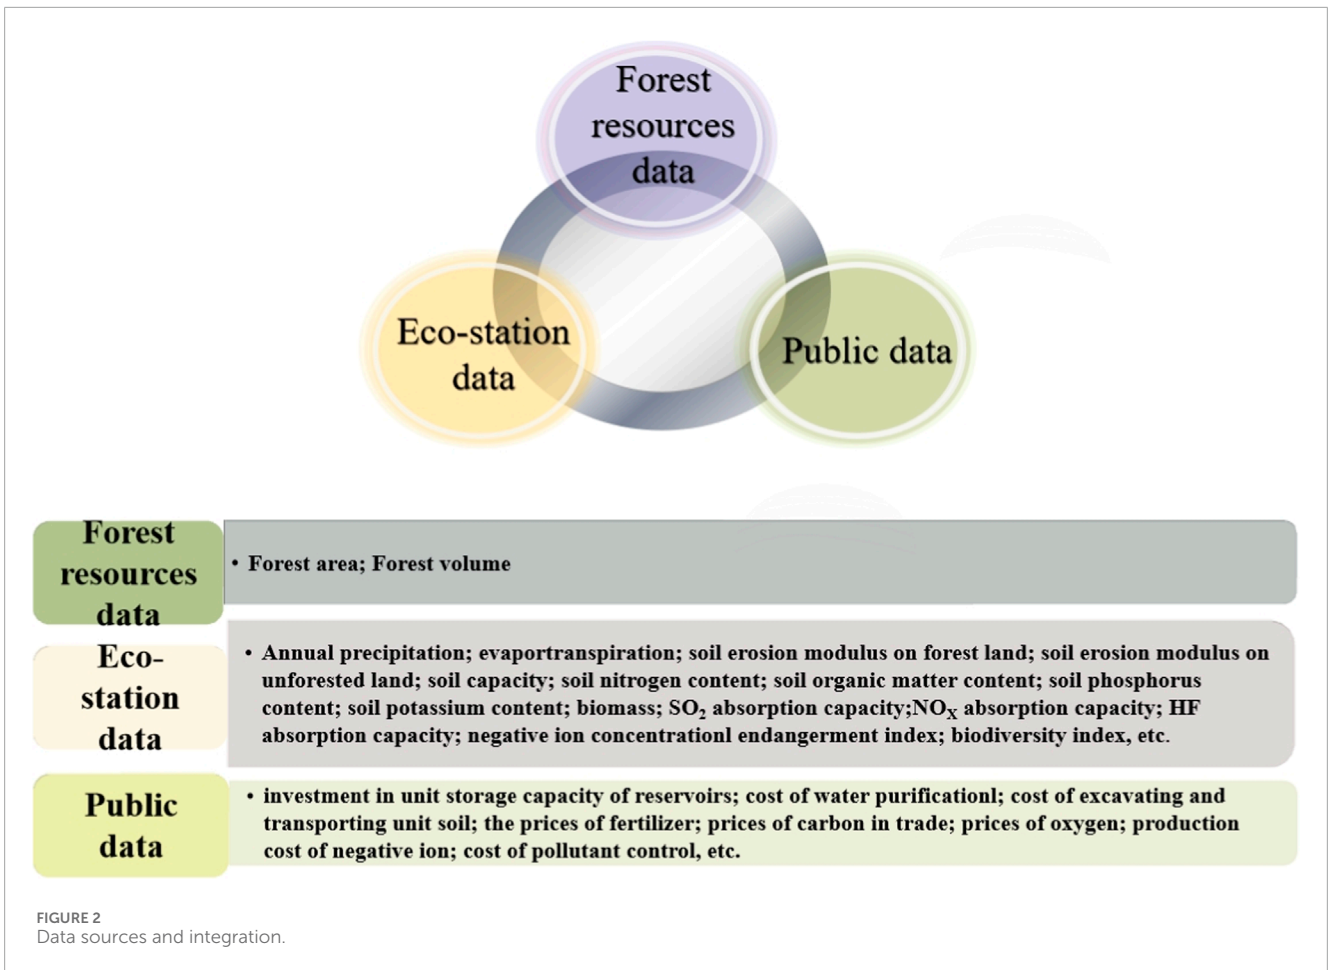 Forest
resources
data
Eco-station
data
Public data
Forest
resources
data
• Forest area; Forest volume
Eco-
station
data
• Annual precipitation; evaportranspiration; soil erosion modulus on forest land; soil erosion modulus on
unforested land; soil capacity; soil nitrogen content; soil organic matter content; soil phosphorus
content; soil potassium content; biomass; SO₂ absorption capacity;NOX absorption capacity; HF
absorption capacity; negative ion concentrationl endangerment index; biodiversity index, etc.
Public
data
• investment in unit storage capacity of reservoirs; cost of water purificationl; cost of excavating and
transporting unit soil; the prices of fertilizer; prices of carbon in trade; prices of oxygen; production
cost of negative ion; cost of pollutant control, etc.
FIGURE 2
Data sources and integration.